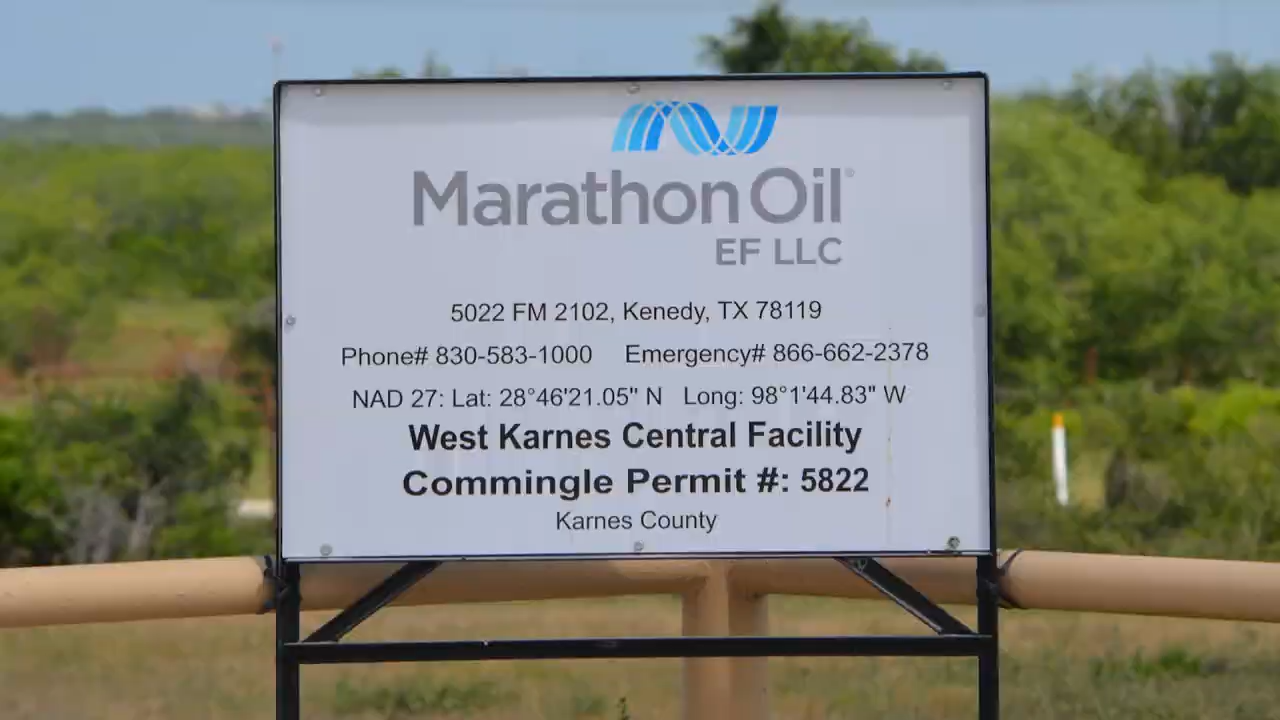 Marathon Oil®
EF LLC
5022 FM 2102, Kenedy, TX 78119
Phone# 830-583-1000 Emergency# 866-662-2378
NAD 27: Lat: 28°46'21.05" N Long: 98°1'44.83" W
West Karnes Central Facility
Commingle Permit #: 5822
Karnes County